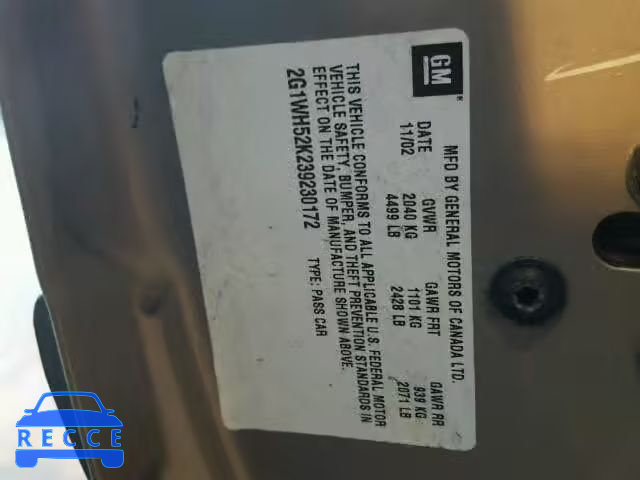 GM
®
MFD BY GENERAL MOTORS OF CANADA LTD.
DATE GVWR GAWR FRT GAWR RR
11/02 2040 KG 1101 KG 939 KG
4499 LB 2428 LB 2071 LB
THIS VEHICLE CONFORMS TO ALL APPLICABLE U.S. FEDERAL MOTOR
VEHICLE SAFETY, BUMPER, AND THEFT PREVENTION STANDARDS IN
EFFECT ON THE DATE OF MANUFACTURE SHOWN ABOVE.
2G1WH52K239230172 TYPE: PASS CAR
RECCE